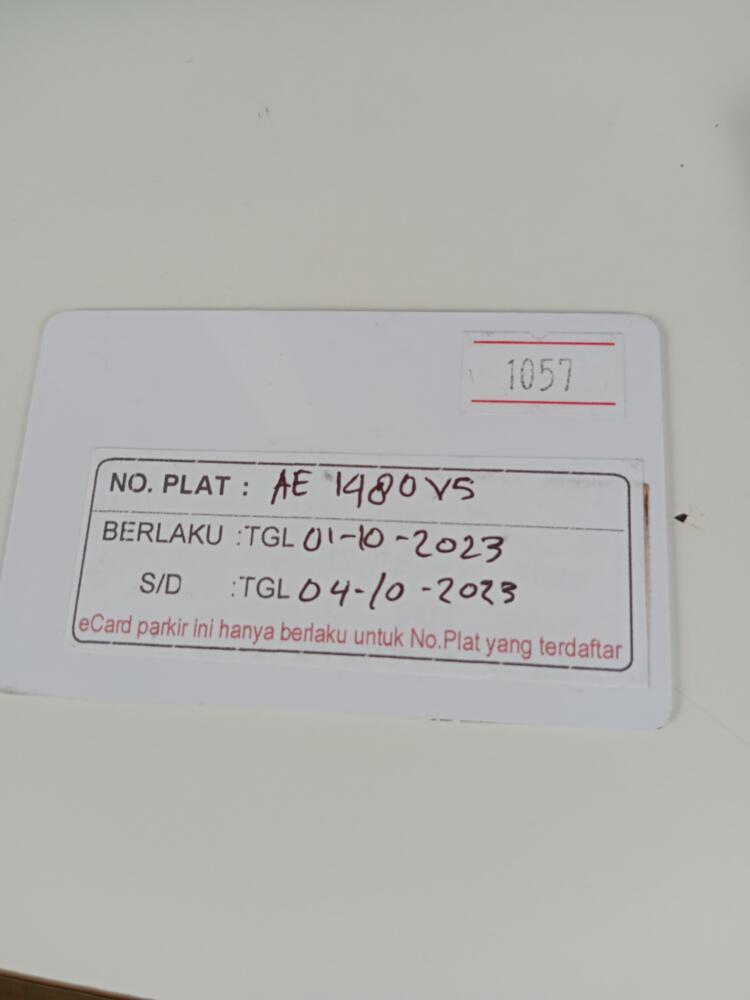 1057
NO. PLAT : AE 1480 VS
BERLAKU :TGL 01-10-2023
S/D :TGL 04-10-2023
eCard parkir ini hanya berlaku untuk No.Plat yang terdaftar